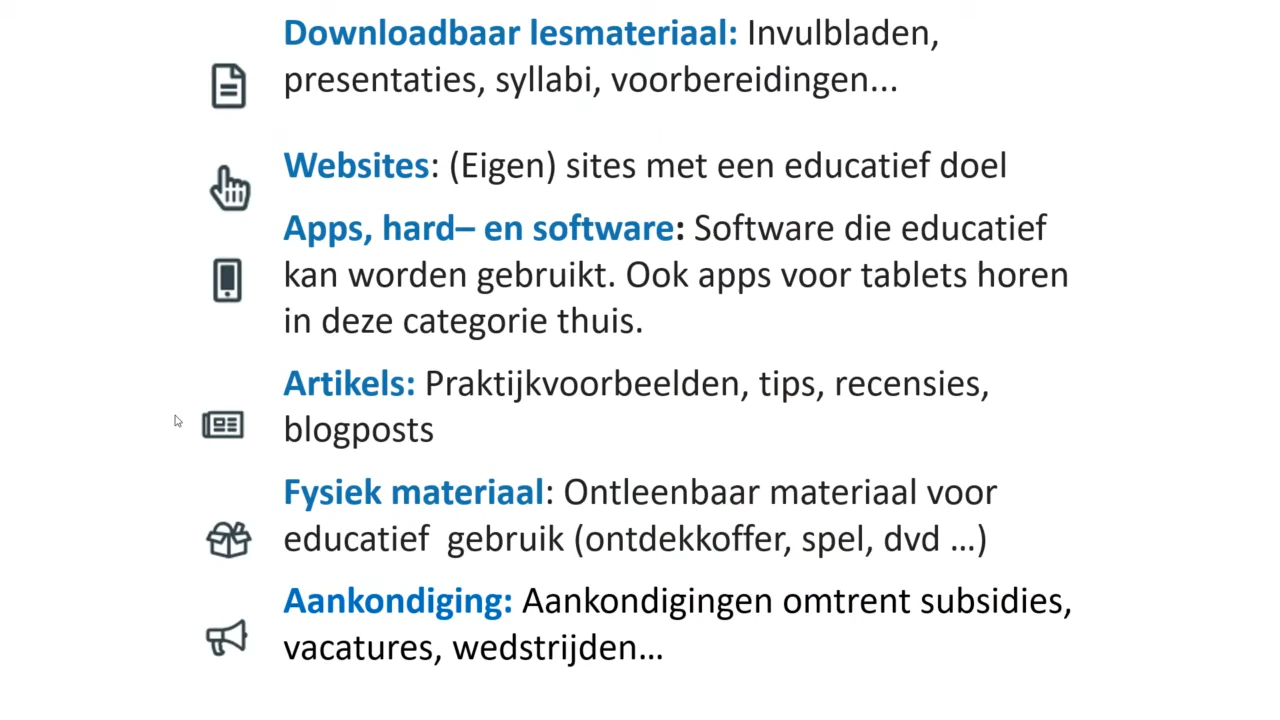 Downloadbaar lesmateriaal: Invulbladen,
presentaties, syllabi, voorbereidingen...
Websites: (Eigen) sites met een educatief doel
Apps, hard– en software: Software die educatief
kan worden gebruikt. Ook apps voor tablets horen
in deze categorie thuis.
Artikels: Praktijkvoorbeelden, tips, recensies,
blogposts
Fysiek materiaal: Ontleenbaar materiaal voor
educatief  gebruik (ontdekkoffer, spel, dvd …)
Aankondiging: Aankondigingen omtrent subsidies,
vacatures, wedstrijden…